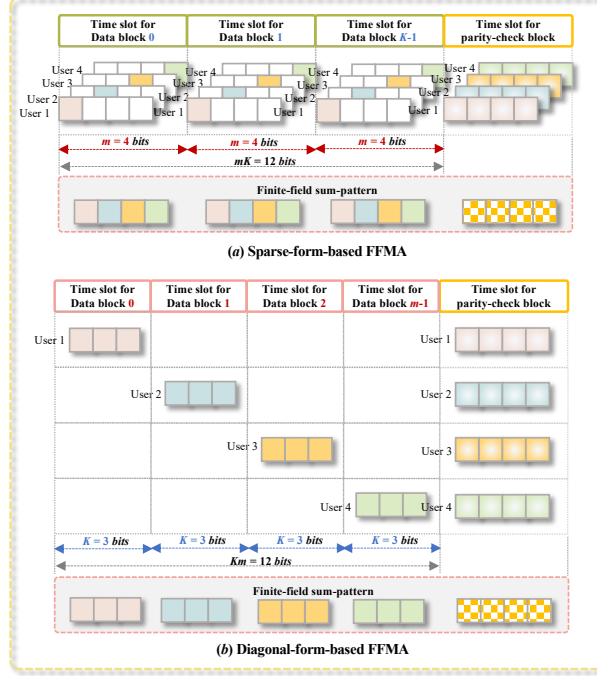 Time slot for
Data block 0
Time slot for
Data block 1
Time slot for
Data block K-1
Time slot for
parity-check block
User 4
User 3
User 2
User 1
User 4
User 3
User 2
User 1
User 4
User 3
User 2
User 1
User 4
User 3
User 2
User 1
m = 4 bits
m = 4 bits
m = 4 bits
mK = 12 bits
Finite-field sum-pattern
(a) Sparse-form-based FFMA
Time slot for
Data block 0
Time slot for
Data block 1
Time slot for
Data block 2
Time slot for
Data block m-1
Time slot for
parity-check block
User 1
User 1
User 2
User 2
User 3
User 3
User 4
User 4
K = 3 bits
K = 3 bits
K = 3 bits
K = 3 bits
Km = 12 bits
Finite-field sum-pattern
(b) Diagonal-form-based FFMA